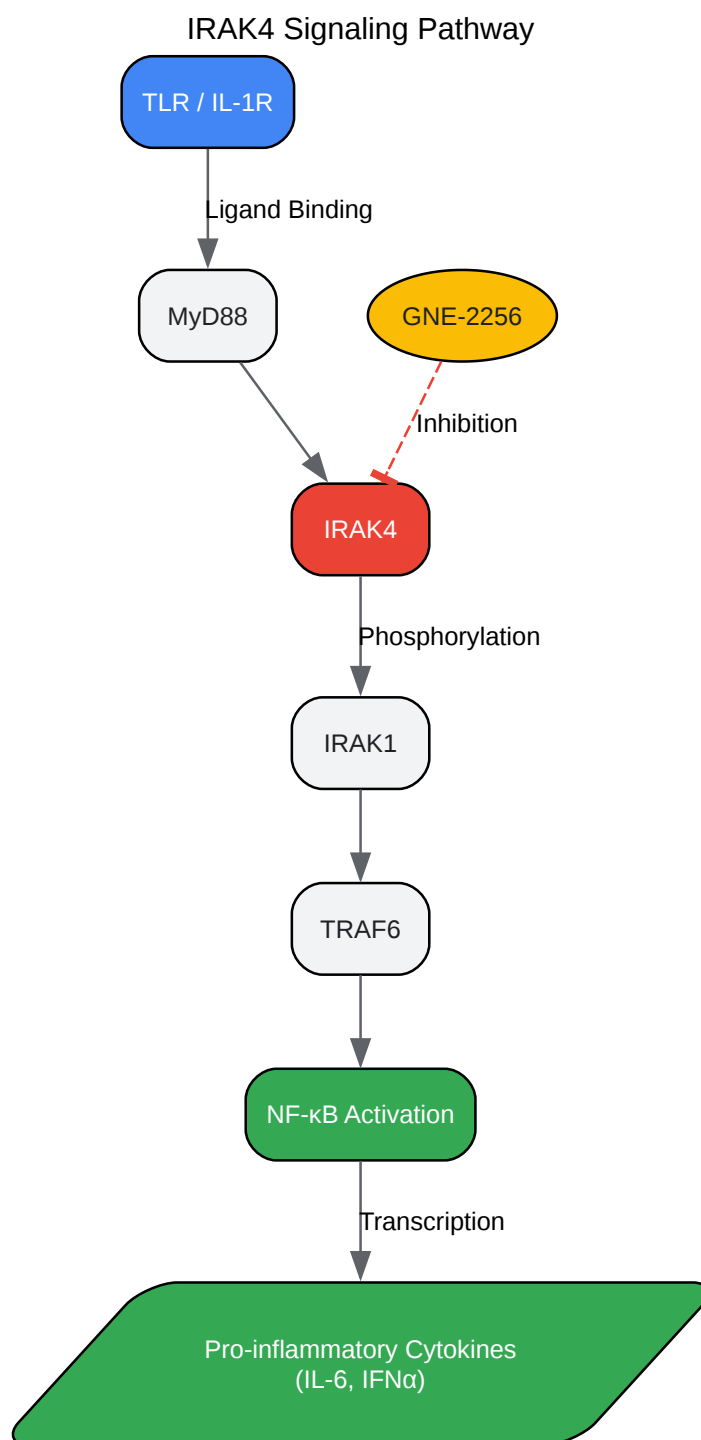 IRAK4 Signaling Pathway
TLR / IL-1R
Ligand Binding
MyD88
GNE-2256
Inhibition
IRAK4
Phosphorylation
IRAK1
TRAF6
NF-κB Activation
Transcription
Pro-inflammatory Cytokines
(IL-6, IFNα)